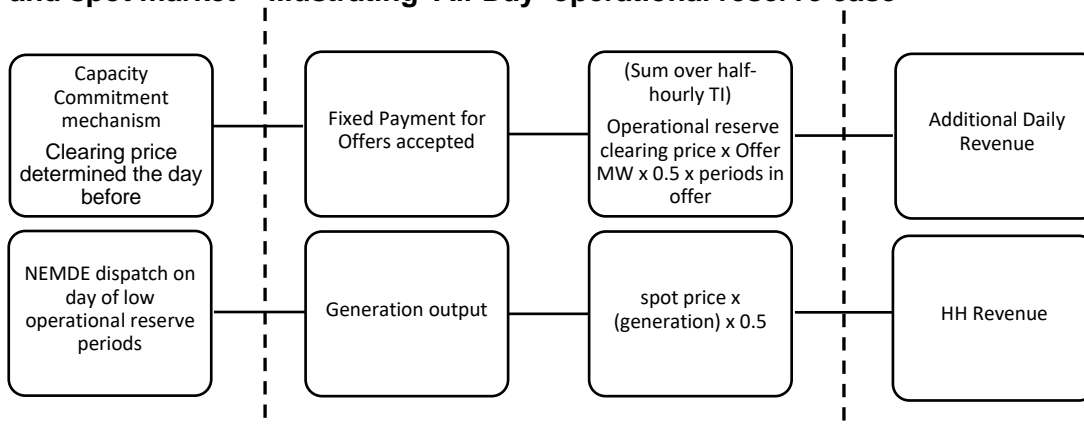 and spot market – illustrating 'All-Day' operational reserve case
Capacity
Commitment
mechanism
Clearing price
determined the day
before
Fixed Payment for
Offers accepted
(Sum over half-
hourly TI)
Operational reserve
clearing price x Offer
MW x 0.5 x periods in
offer
Additional Daily
Revenue
NEMDE dispatch on
day of low
operational reserve
periods
Generation output
spot price x
(generation) x 0.5
HH Revenue